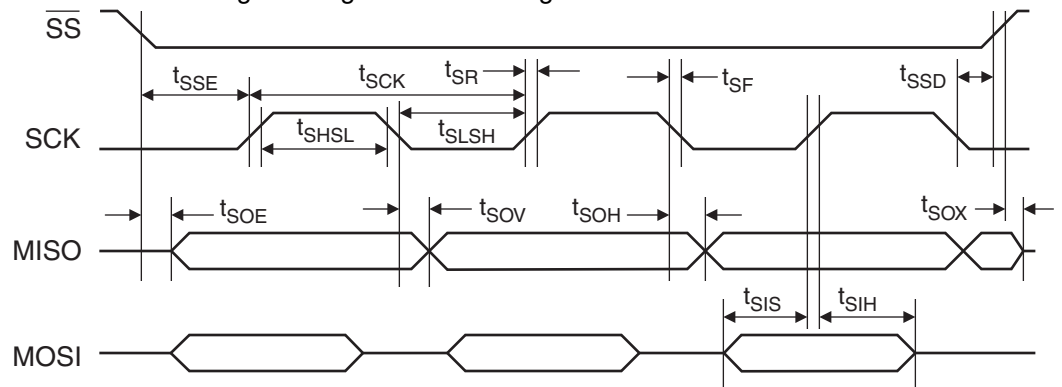 SS
tSSE
tSCK
tSR
tSF
tSSD
SCK
tSHSL
tSLSH
tSOE
tSOV
tSOH
tSOX
MISO
tSIS
tSIH
MOSI